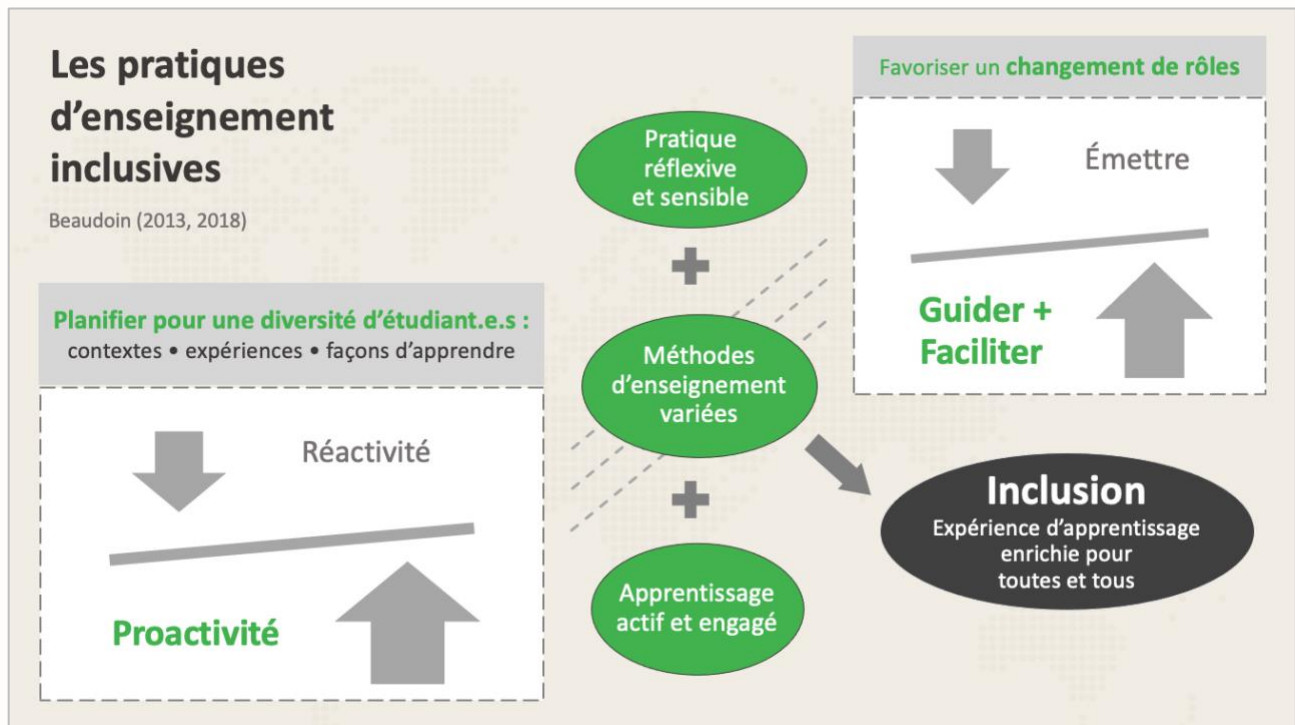 Les pratiques
d’enseignement
inclusives
Beaudoin (2013, 2018)
Planifier pour une diversité d’étudiant.e.s :
contextes • expériences • façons d’apprendre
Réactivité
Proactivité
Pratique
réflexive
et sensible
+
Méthodes
d’enseignement
variées
+
Apprentissage
actif et engagé
Favoriser un changement de rôles
Émettre
Guider +
Faciliter
Inclusion
Expérience d’apprentissage
enrichie pour
toutes et tous